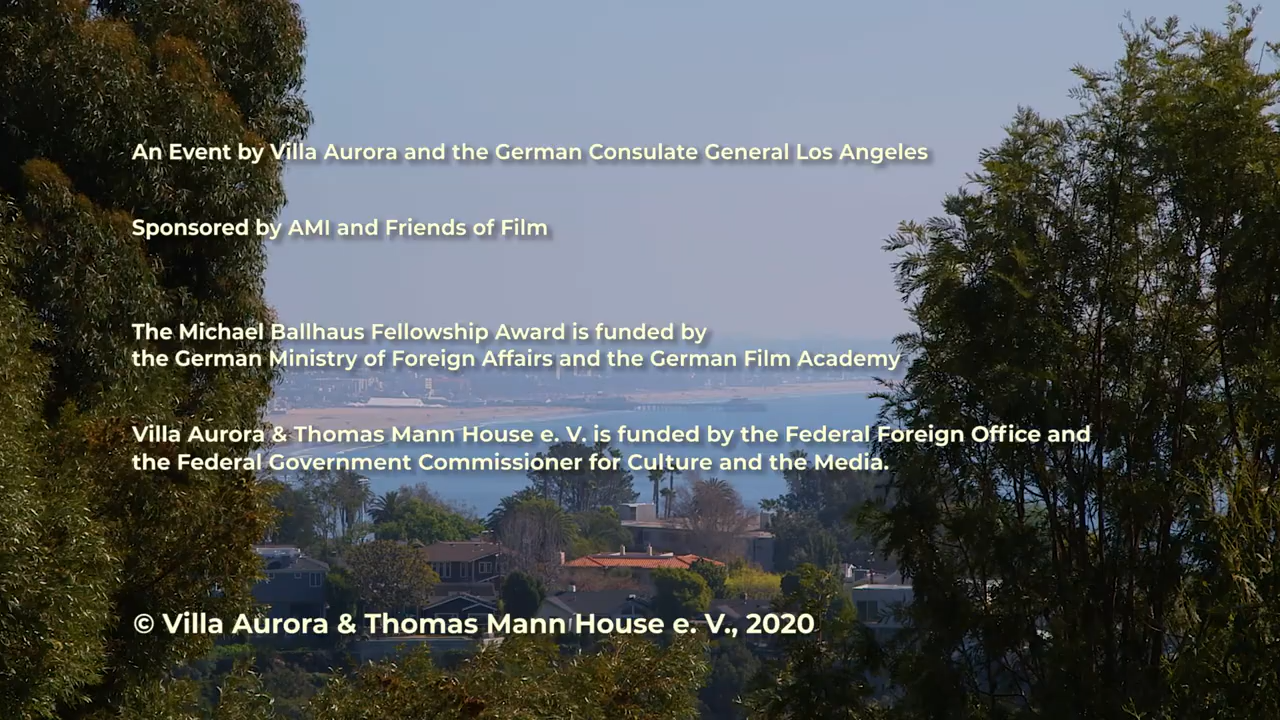 An Event by Villa Aurora and the German Consulate General Los Angeles
Sponsored by AMI and Friends of Film
The Michael Ballhaus Fellowship Award is funded by
the German Ministry of Foreign Affairs and the German Film Academy
Villa Aurora & Thomas Mann House e. V. is funded by the Federal Foreign Office and
the Federal Government Commissioner for Culture and the Media.
© Villa Aurora & Thomas Mann House e. V., 2020